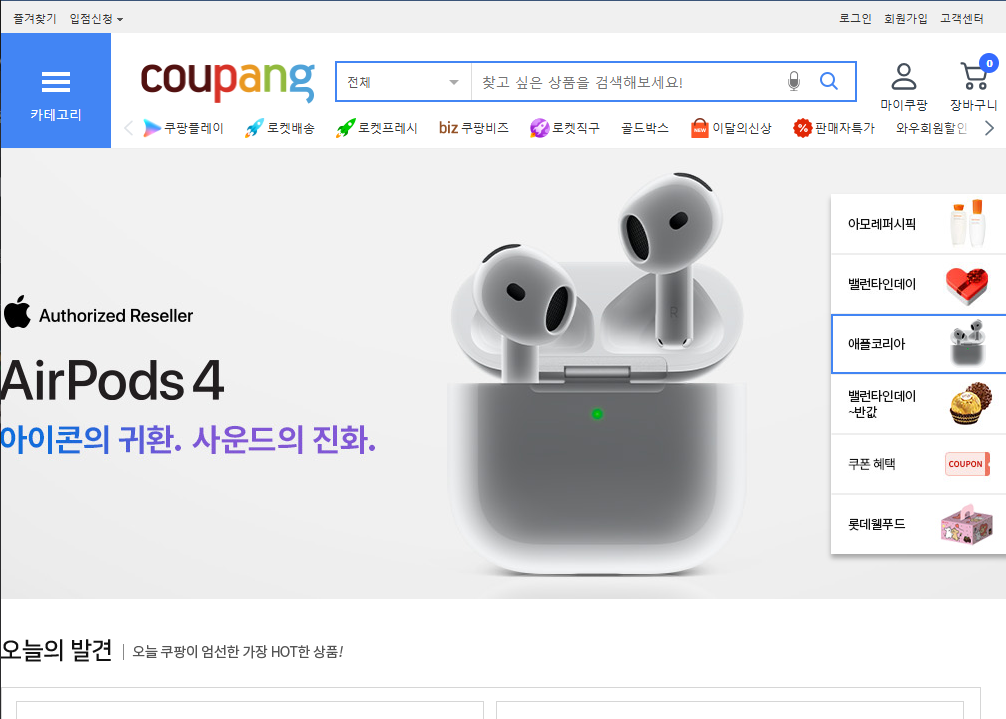 즐겨찾기 입점신청
로그인 회원가입 고객센터
카테고리
coupang
전체
찾고 싶은 상품을 검색해보세요!
마이쿠팡
0
장바구니
쿠팡플레이 로켓배송 로켓프레시 biz 쿠팡비즈 로켓직구 골드박스 NEW 이달의신상 % 판매자특가 와우회원할인
Authorized Reseller
AirPods 4
아이콘의 귀환. 사운드의 진화.
R
아모레퍼시픽
밸런타인데이
애플코리아
밸런타인데이
~반값
쿠폰 혜택
COUPON
롯데웰푸드
오늘의 발견 | 오늘 쿠팡이 엄선한 가장 HOT한 상품!